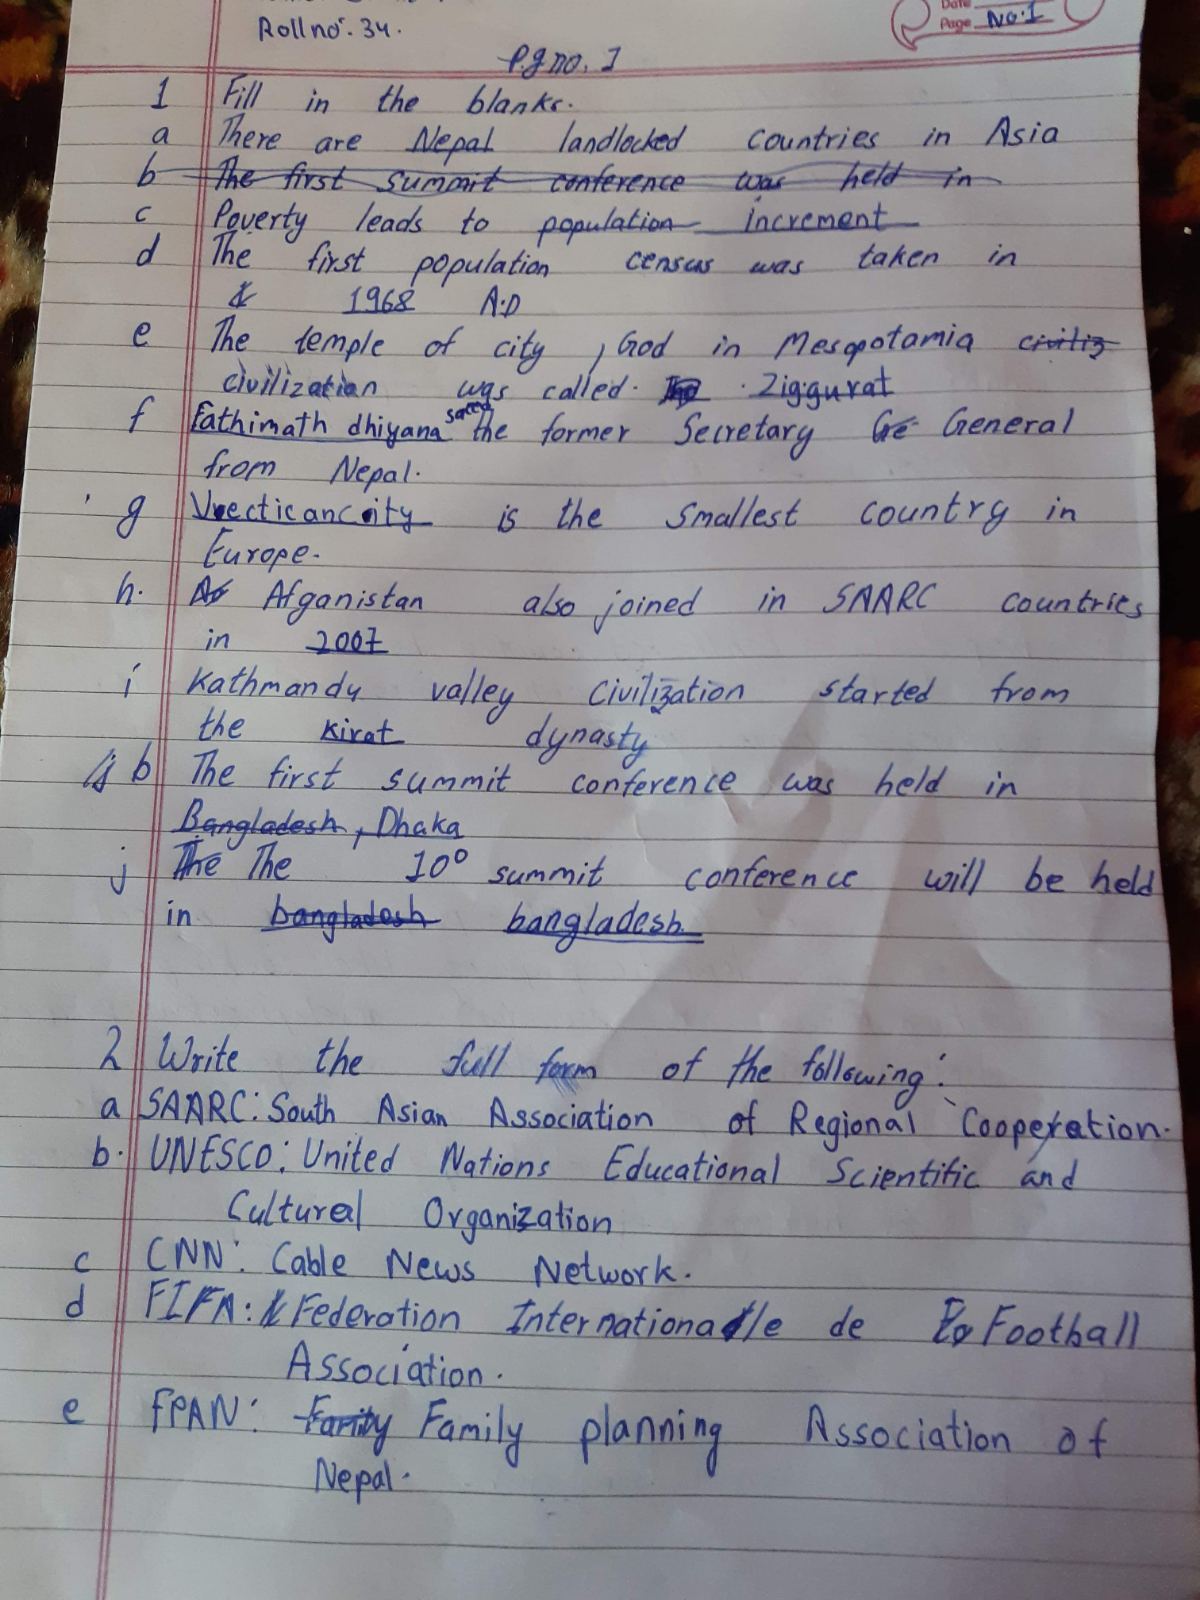 Roll no:- 34.
Date
Page No.1
P.g no. 1
1 Fill in the blanks.
a There are Nepal landlocked countries in Asia
b The first summit conference was held in
c Poverty leads to population increment
d The first population census was taken in
1968 A.D
e The temple of city, God in Mesopotamia civiliz
civilization was called. Ziggurat
f Fathimath dhiyana saeed the former Secretary Ge General
from Nepal.
g Vecticancity is the smallest country in
Europe.
h. Af Afganistan also joined in SAARC countries
in 2007
i Kathmandu valley civilization started from
the Kirat dynasty
b The first summit conference was held in
Bangladesh, Dhaka
j The The 10° summit conference will be held
in bangladesh bangladesh.
2 Write the full form of the following:
a SAARC: South Asian Association of Regional Cooperation.
b. UNESCO: United Nations Educational Scientific and
Cultural Organization
c CNN: Cable News Network.
d FIFA: Federation Internationale de Fo Football
Association.
e FPAN: Family planning Association of
Nepal.